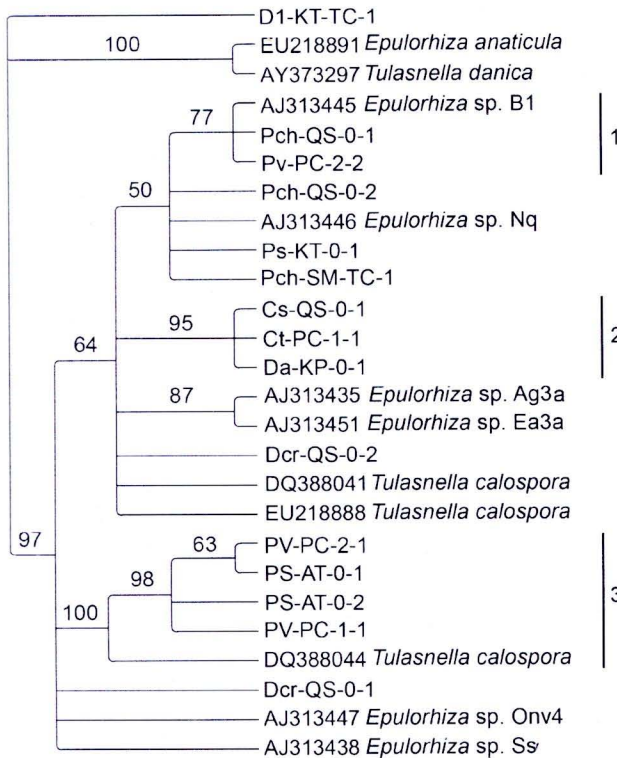 D1-KT-TC-1
100
EU218891 Epulorhiza anaticula
AY373297 Tulasnella danica
AJ313445 Epulorhiza sp. B1
77
Pch-QS-0-1
1
Pv-PC-2-2
50
Pch-QS-0-2
AJ313446 Epulorhiza sp. Nq
Ps-KT-0-1
Pch-SM-TC-1
Cs-QS-0-1
95
Ct-PC-1-1
2
64
Da-KP-0-1
87
AJ313435 Epulorhiza sp. Ag3a
AJ313451 Epulorhiza sp. Ea3a
Dcr-QS-0-2
DQ388041 Tulasnella calospora
EU218888 Tulasnella calospora
97
63
PV-PC-2-1
98
PS-AT-0-1
PS-AT-0-2
3
100
PV-PC-1-1
DQ388044 Tulasnella calospora
Dcr-QS-0-1
AJ313447 Epulorhiza sp. Onv4
AJ313438 Epulorhiza sp. Ss